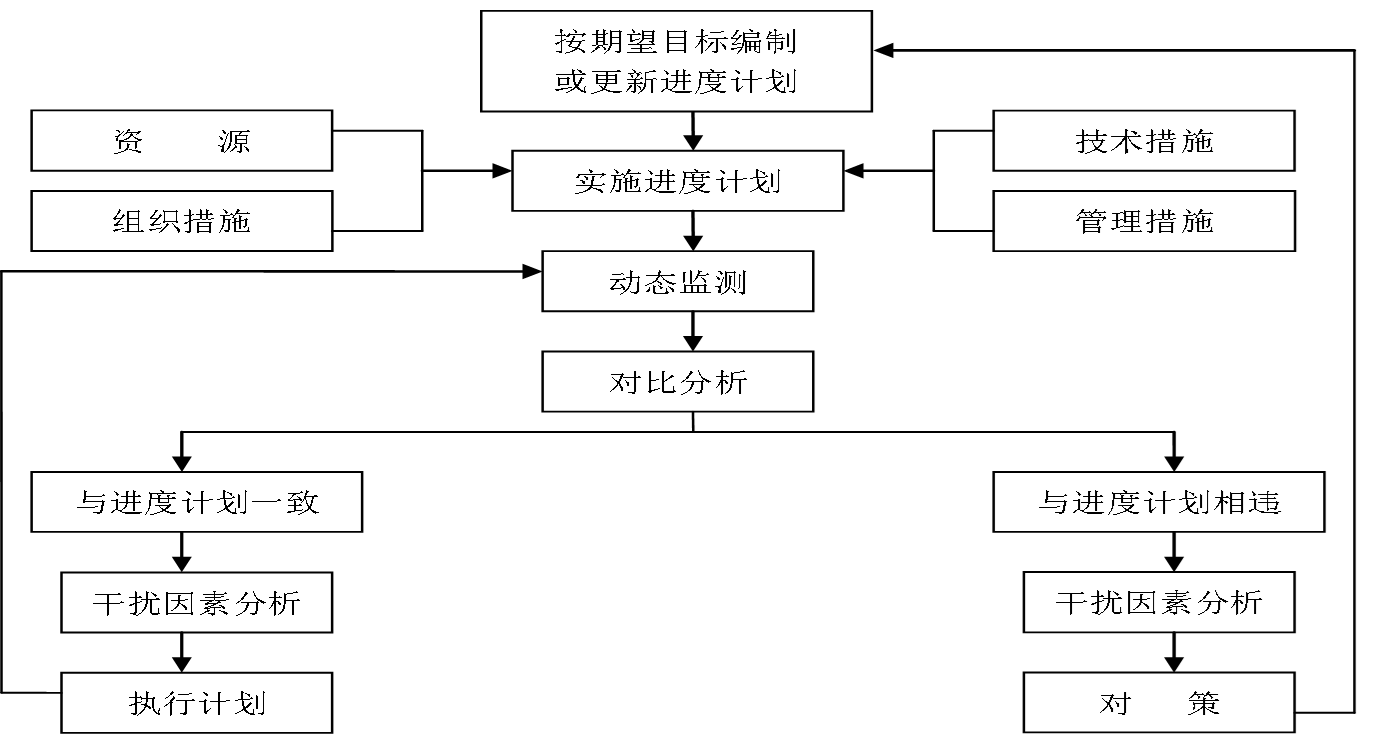 按期望目标编制
或更新进度计划
资 源
技术措施
实施进度计划
组织措施
管理措施
动态监测
对比分析
与进度计划一致
与进度计划相违
干扰因素分析
干扰因素分析
执行计划
对 策